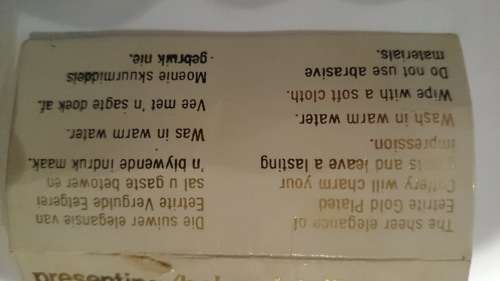 The sheer elegance of
Eetrite Gold Plated
Cutlery will charm your
guests and leave a lasting
impression.
Wash in warm water.
Wipe with a soft cloth.
Do not use abrasive
materials.
Die suiwer elegansie van
Eetrite Vergulde Eetgerei
sal u gaste betower en
'n blywende indruk maak.
Was in warm water.
Vee met 'n sagte doek af.
Moenie skuurmiddels
gebruik nie.
presenting